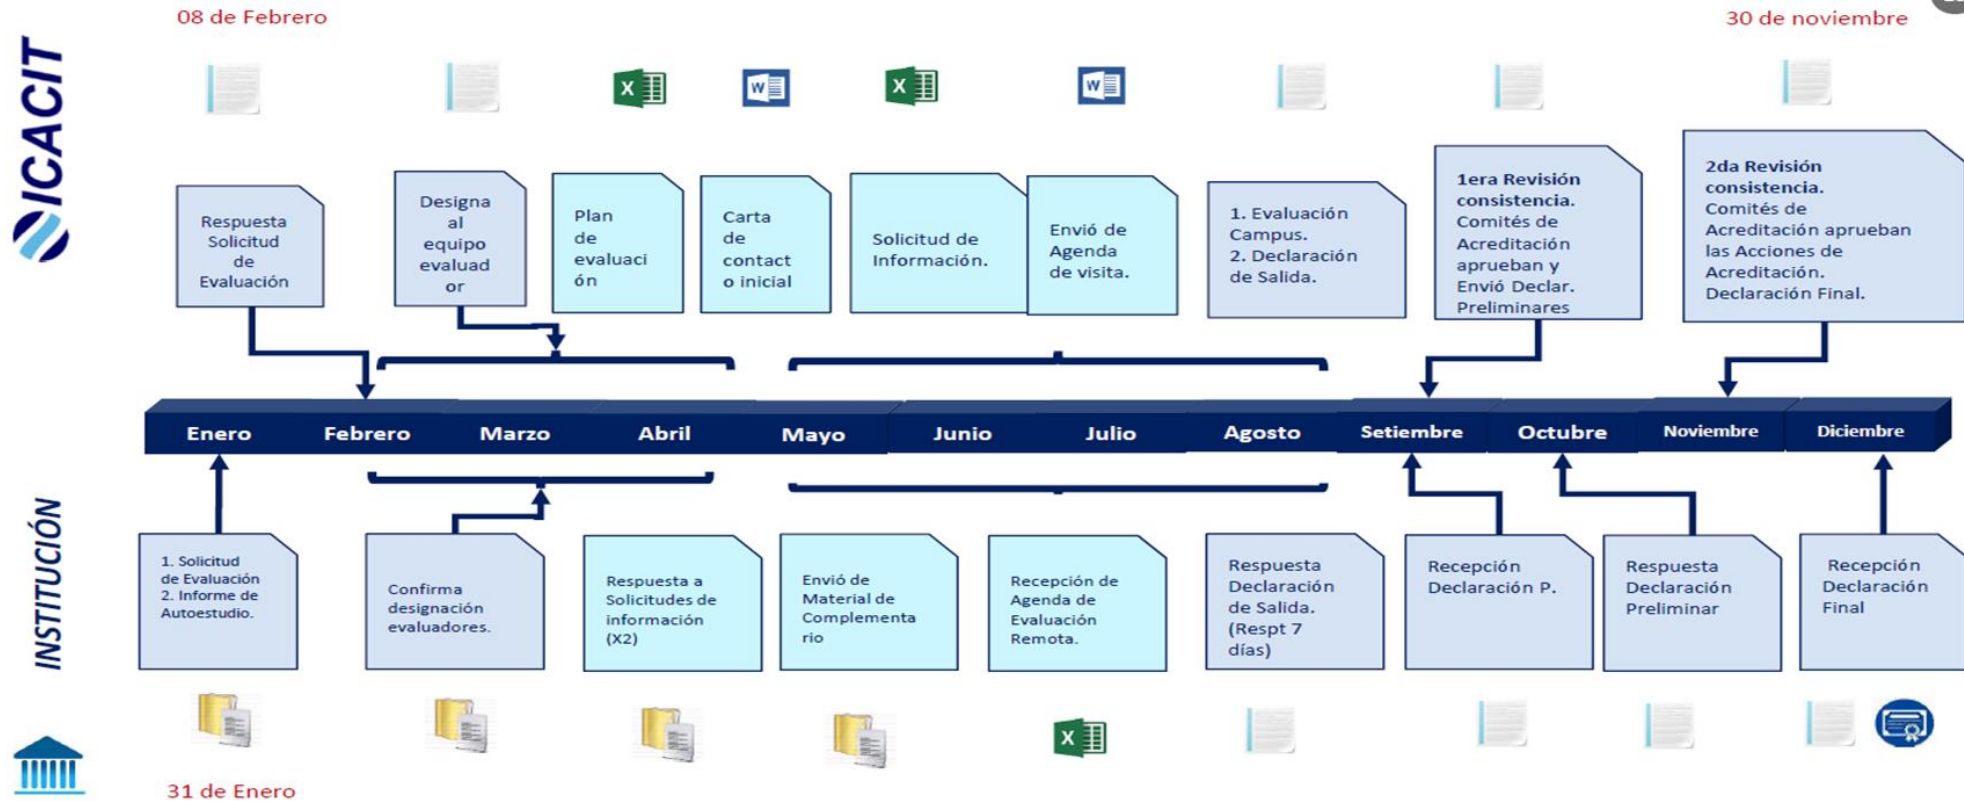 08 de Febrero
30 de noviembre
ICACIT
Respuesta
Solicitud
de
Evaluación
Designa
al
equipo
evaluad
or
Plan
de
evaluaci
ón
Carta
de
contact
o inicial
Solicitud de
Información.
Envió de
Agenda
de visita.
1. Evaluación
Campus.
2. Declaración
de Salida.
1era Revisión
consistencia.
Comités de
Acreditación
aprueban y
Envió Declar.
Preliminares
2da Revisión
consistencia.
Comités de
Acreditación aprueban
las Acciones de
Acreditación.
Declaración Final.
Enero
Febrero
Marzo
Abril
Mayo
Junio
Julio
Agosto
Setiembre
Octubre
Noviembre
Diciembre
INSTITUCIÓN
1. Solicitud
de Evaluación
2. Informe de
Autoestudio.
Confirma
designación
evaluadores.
Respuesta a
Solicitudes de
información
(X2)
Envió de
Material de
Complementa
rio
Recepción de
Agenda de
Evaluación
Remota.
Respuesta
Declaración
de Salida.
(Respt 7
días)
Recepción
Declaración P.
Respuesta
Declaración
Preliminar
Recepción
Declaración
Final
31 de Enero